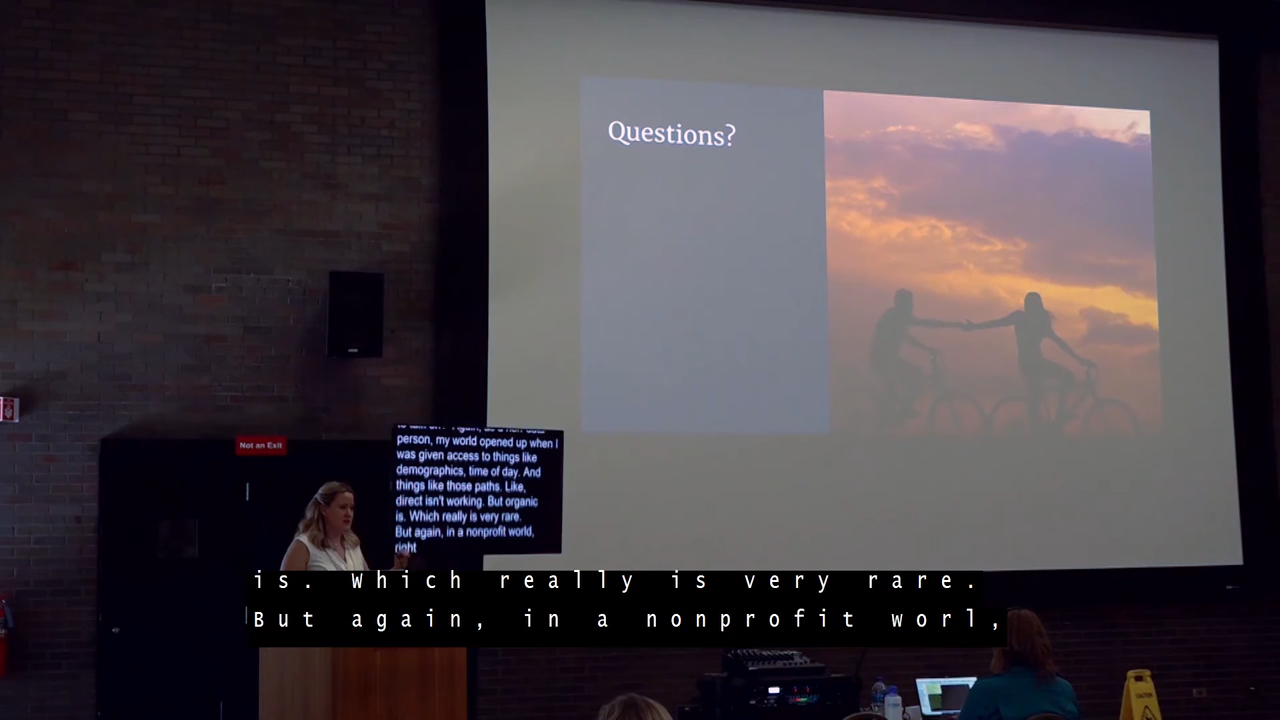 Questions?
Not an Exit
person, my world opened up when I
was given access to things like
demographics, time of day. And
things like those paths. Like,
direct isn't working. But organic
is. Which really is very rare.
But again, in a nonprofit world,
right
is. Which really is very rare.
But again, in a nonprofit worl,
CAUTION